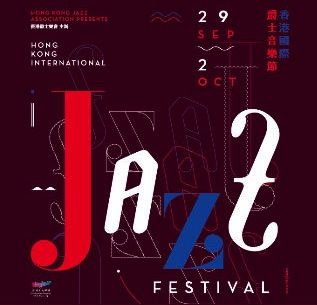 HONG KONG JAZZ
ASSOCIATION PRESENTS
香港爵士樂會 主辦
HONG
KONG
INTERNATIONAL
29
SEP
2
OCT
香港國際
爵士音樂節
Jazz
FESTIVAL